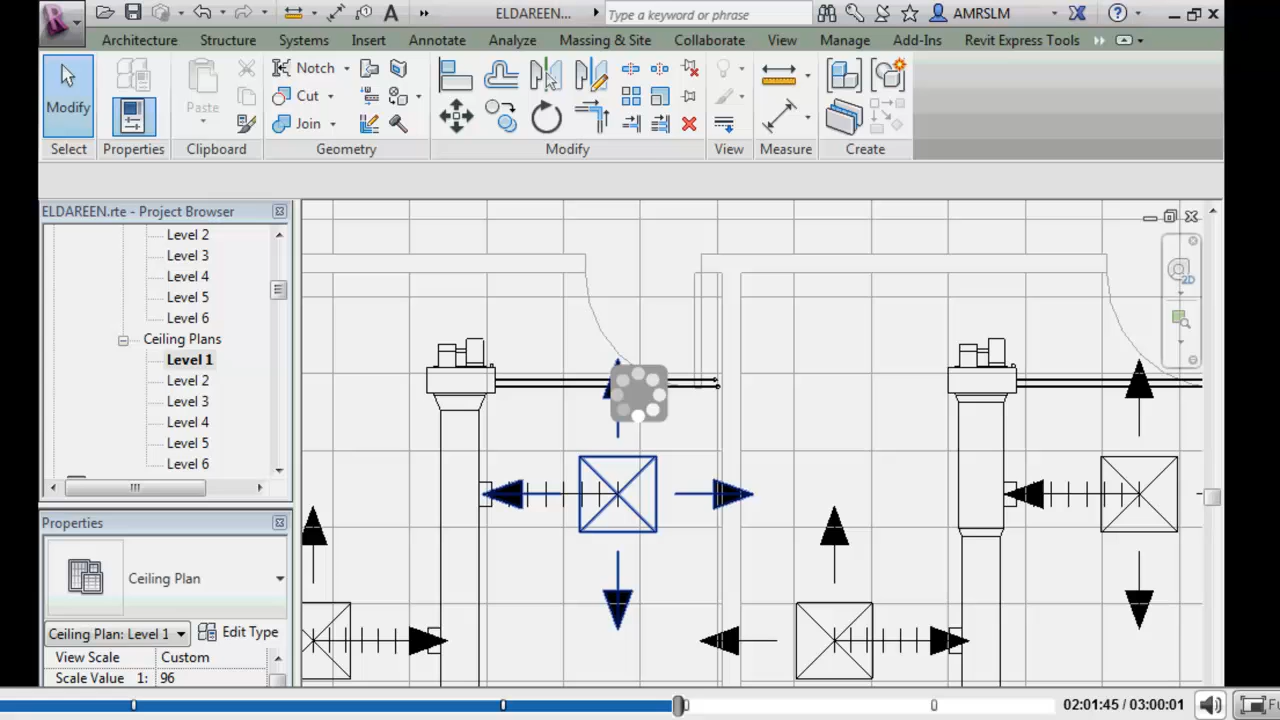 ELDAREEN...
Type a keyword or phrase
AMRSLM
Architecture
Structure
Systems
Insert
Annotate
Analyze
Massing & Site
Collaborate
View
Manage
Add-Ins
Revit Express Tools
Modify
Paste
Notch
Cut
Join
Select
Properties
Clipboard
Geometry
Modify
View
Measure
Create
ELDAREEN.rte - Project Browser
Level 2
Level 3
Level 4
Level 5
Level 6
Ceiling Plans
Level 1
Level 2
Level 3
Level 4
Level 5
Level 6
2D
Properties
Ceiling Plan
Ceiling Plan: Level 1
Edit Type
View Scale
Custom
Scale Value 1:
96
02:01:45 / 03:00:01